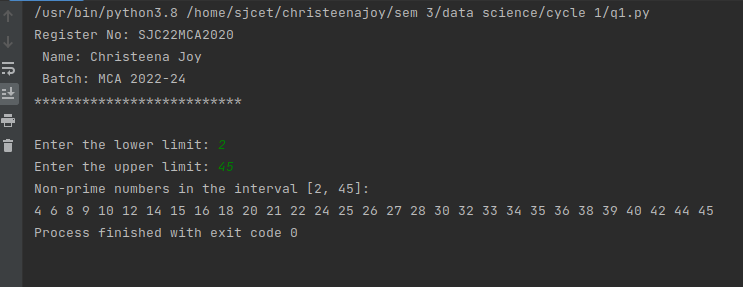 /usr/bin/python3.8 /home/sjcet/christeenajoy/sem 3/data science/cycle 1/q1.py
Register No: SJC22MCA2020
 Name: Christeena Joy
 Batch: MCA 2022-24
**************************
Enter the lower limit: 2
Enter the upper limit: 45
Non-prime numbers in the interval [2, 45]:
4 6 8 9 10 12 14 15 16 18 20 21 22 24 25 26 27 28 30 32 33 34 35 36 38 39 40 42 44 45
Process finished with exit code 0